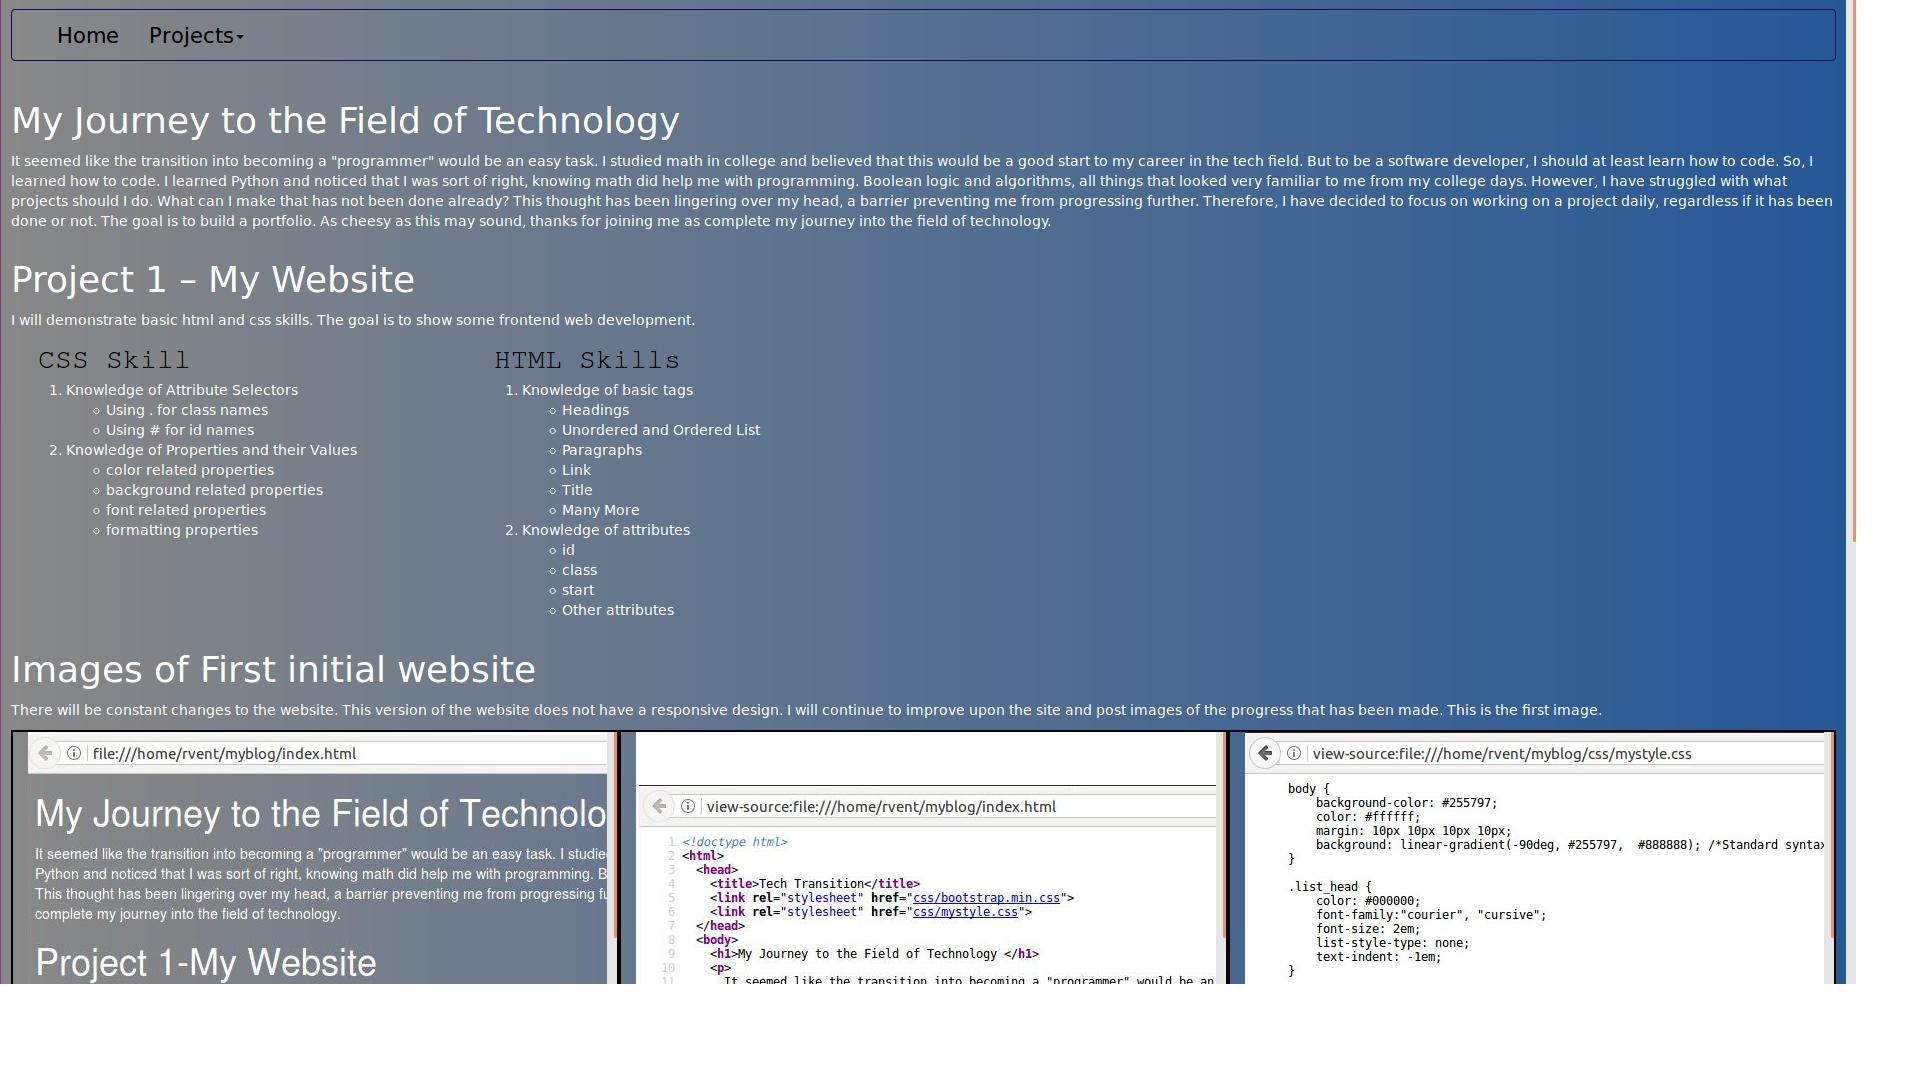 Home Projects
My Journey to the Field of Technology
It seemed like the transition into becoming a "programmer" would be an easy task. I studied math in college and believed that this would be a good start to my career in the tech field. But to be a software developer, I should at least learn how to code. So, I
learned how to code. I learned Python and noticed that I was sort of right, knowing math did help me with programming. Boolean logic and algorithms, all things that looked very familiar to me from my college days. However, I have struggled with what
projects should I do. What can I make that has not been done already? This thought has been lingering over my head, a barrier preventing me from progressing further. Therefore, I have decided to focus on working on a project daily, regardless if it has been
done or not. The goal is to build a portfolio. As cheesy as this may sound, thanks for joining me as complete my journey into the field of technology.
Project 1 – My Website
I will demonstrate basic html and css skills. The goal is to show some frontend web development.
CSS Skill
1. Knowledge of Attribute Selectors
Using . for class names
Using # for id names
2. Knowledge of Properties and their Values
color related properties
background related properties
font related properties
formatting properties
HTML Skills
1. Knowledge of basic tags
Headings
Unordered and Ordered List
Paragraphs
Link
Title
Many More
2. Knowledge of attributes
id
class
start
Other attributes
Images of First initial website
There will be constant changes to the website. This version of the website does not have a responsive design. I will continue to improve upon the site and post images of the progress that has been made. This is the first image.
file:///home/rvent/myblog/index.html
My Journey to the Field of Technolo
It seemed like the transition into becoming a "programmer" would be an easy task. I studie
Python and noticed that I was sort of right, knowing math did help me with programming. B
This thought has been lingering over my head, a barrier preventing me from progressing fu
complete my journey into the field of technology.
Project 1-My Website
view-source:file:///home/rvent/myblog/index.html
1 <!doctype html>
2 <html>
3 <head>
4 <title>Tech Transition</title>
5 <link rel="stylesheet" href="css/bootstrap.min.css">
6 <link rel="stylesheet" href="css/mystyle.css">
7 </head>
8 <body>
9 <h1>My Journey to the Field of Technology </h1>
10 <p>
11 It seemed like the transition into becoming a "programmer" would be an
view-source:file:///home/rvent/myblog/css/mystyle.css
body {
background-color: #255797;
color: #ffffff;
margin: 10px 10px 10px 10px;
background: linear-gradient(-90deg, #255797, #888888); /*Standard syntax
}
.list_head {
color: #000000;
font-family:"courier", "cursive";
font-size: 2em;
list-style-type: none;
text-indent: -1em;
}